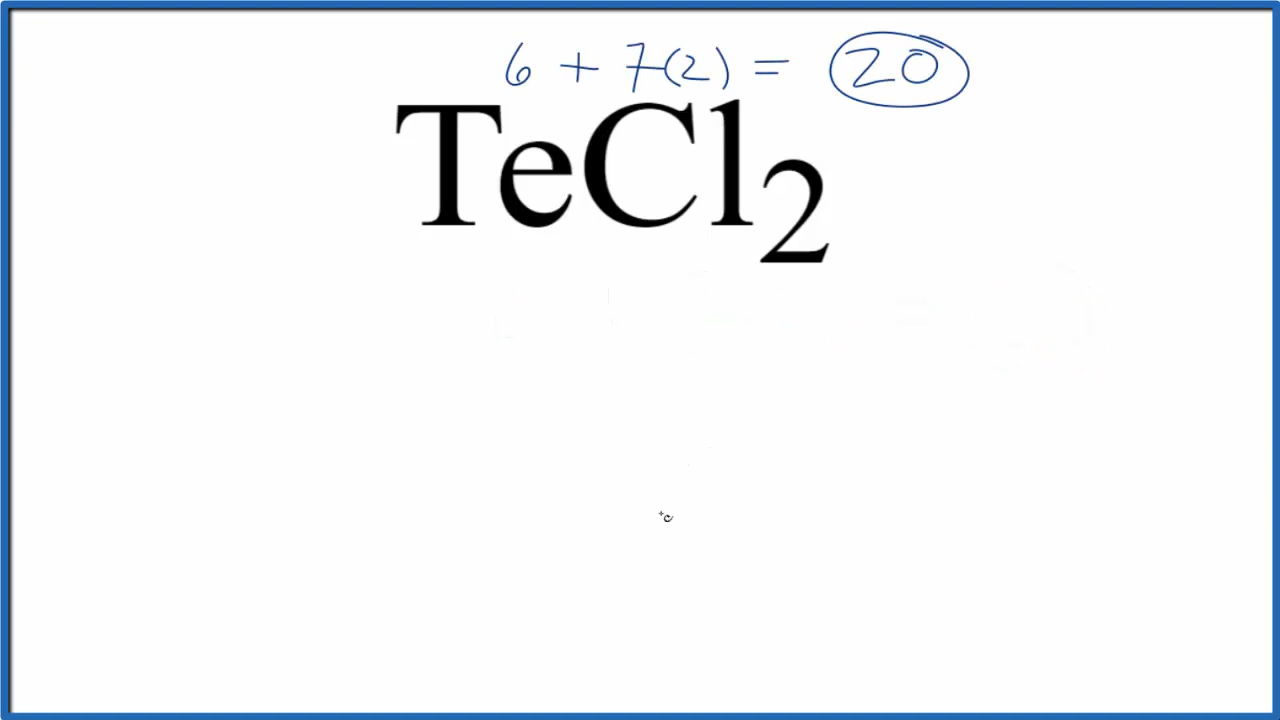 6 + 7(2) = 20
TeCl₂